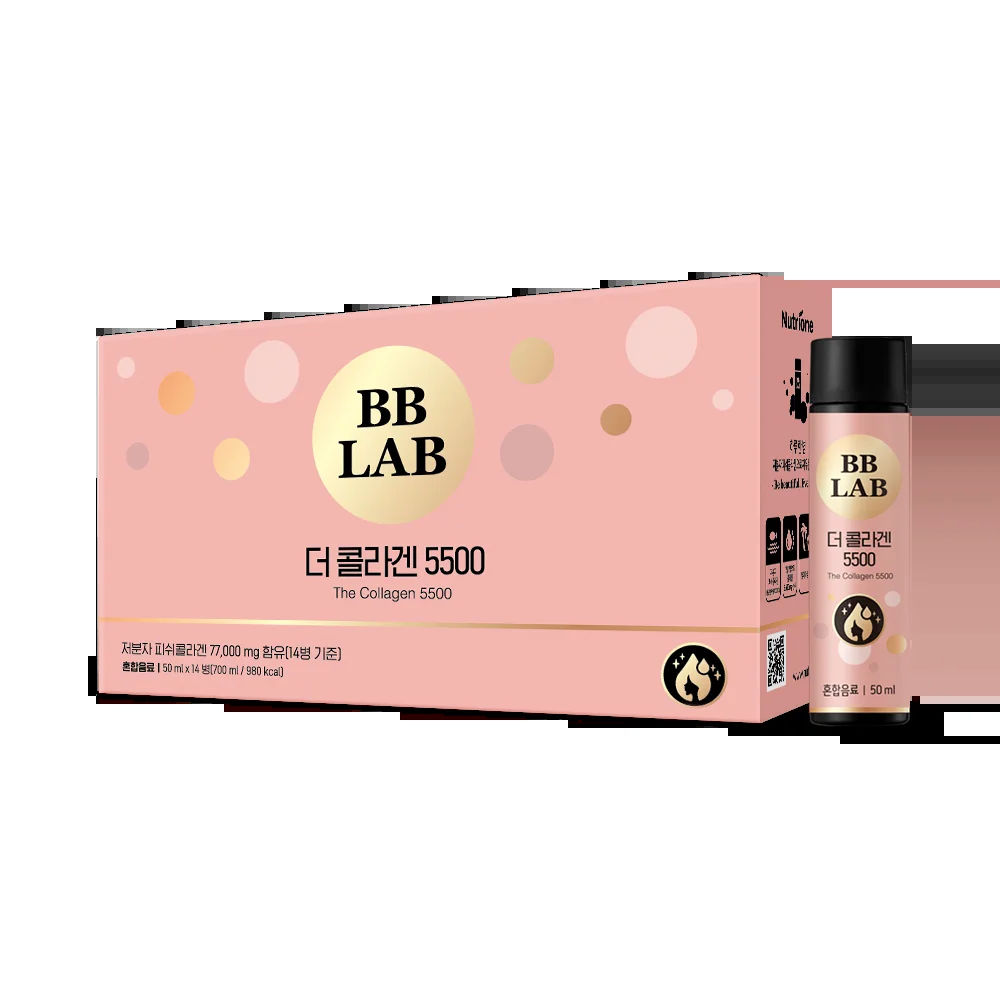 BB
LAB
더 콜라겐 5500
The Collagen 5500
저분자 피쉬콜라겐 77,000 mg 함유(14병 기준)
혼합음료 | 50 ml x 14 병(700 ml / 980 kcal)
Nutrione
BB
LAB
더 콜라겐
5500
The Collagen 5500
혼합음료 | 50 ml